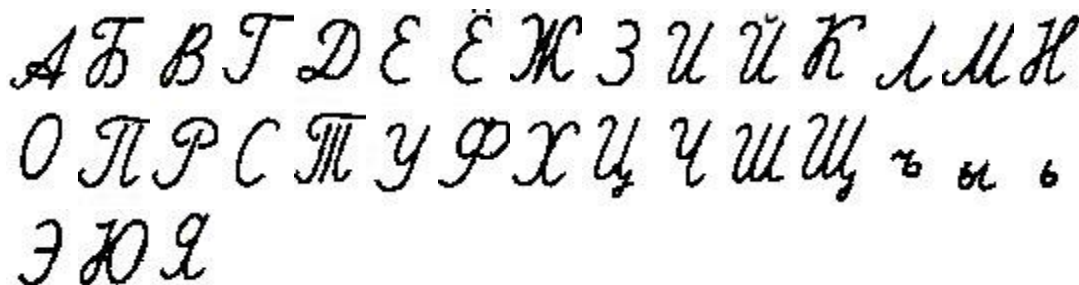 А Б В Г Д Е Ё Ж З И Й К Л М Н
О П Р С Т У Ф Х Ц Ч Ш Щ ъ ы ь
Э Ю Я